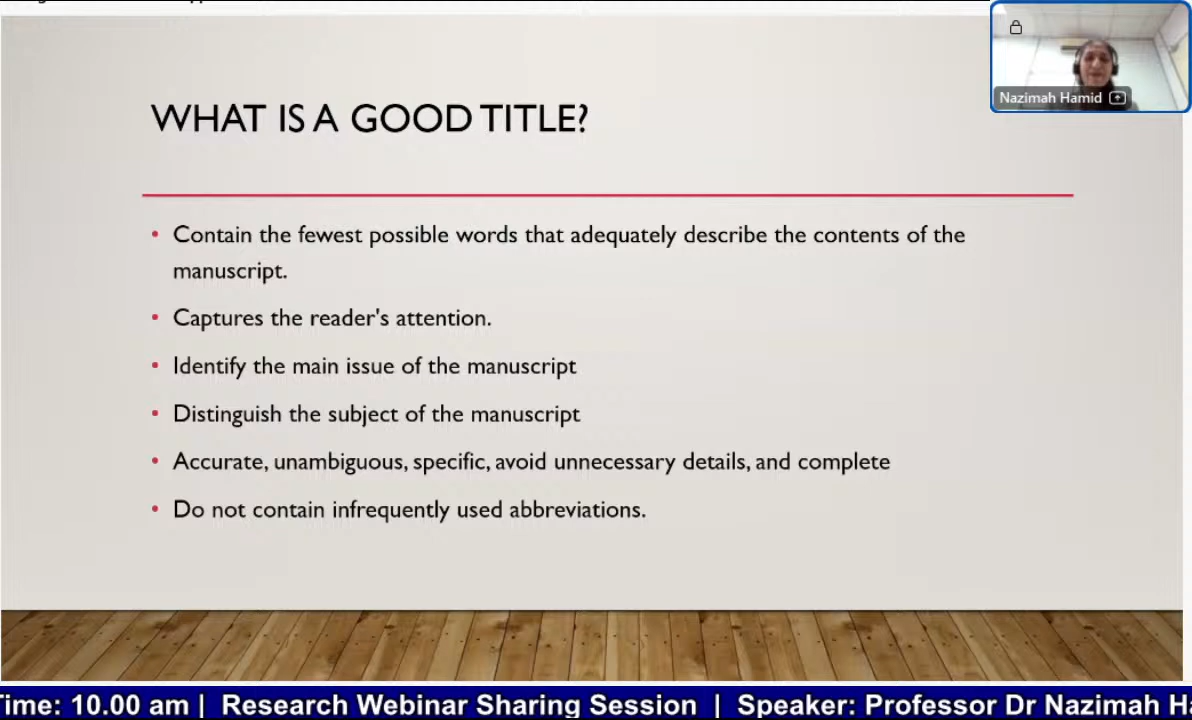 WHAT IS A GOOD TITLE?
Nazimah Hamid
• Contain the fewest possible words that adequately describe the contents of the
manuscript.
• Captures the reader's attention.
• Identify the main issue of the manuscript
• Distinguish the subject of the manuscript
• Accurate, unambiguous, specific, avoid unnecessary details, and complete
• Do not contain infrequently used abbreviations.
Time: 10.00 am | Research Webinar Sharing Session | Speaker: Professor Dr Nazimah Ha